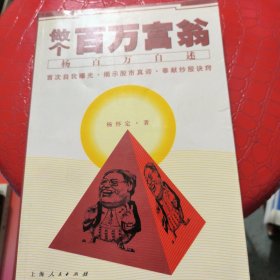 做个百万富翁
杨百万自述
首次自我曝光·揭示股市真谛·奉献炒股诀窍
杨怀定·著
上海人民出版社